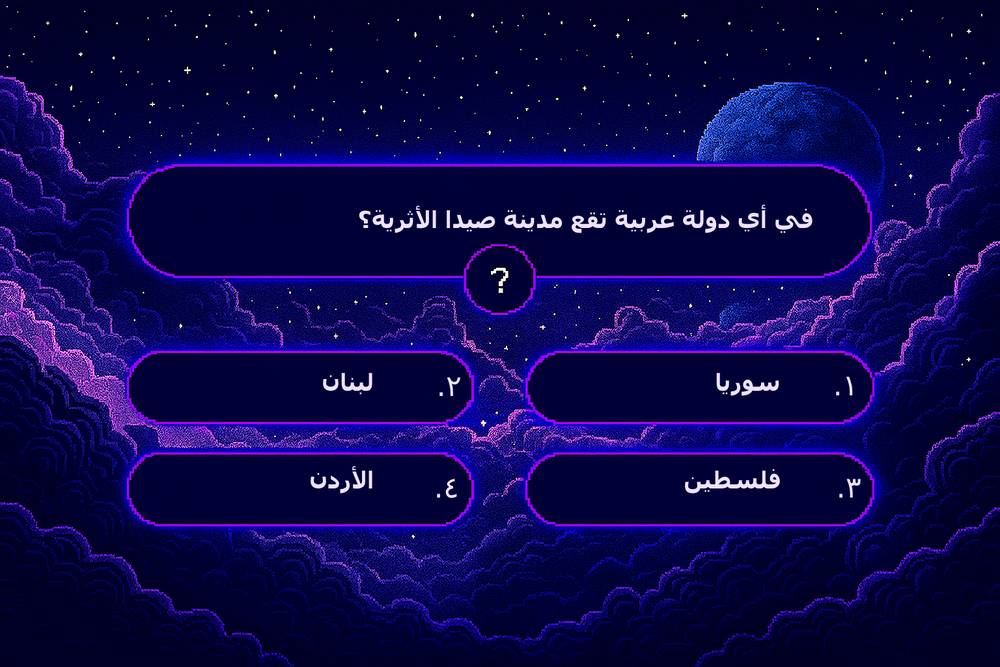 في أي دولة عربية تقع مدينة صيدا الأثرية؟
?
١. سوريا
٢. لبنان
٣. فلسطين
٤. الأردن